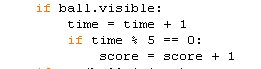 if ball.visible:
time = time + 1
if time % 5 == 0:
score = score + 1